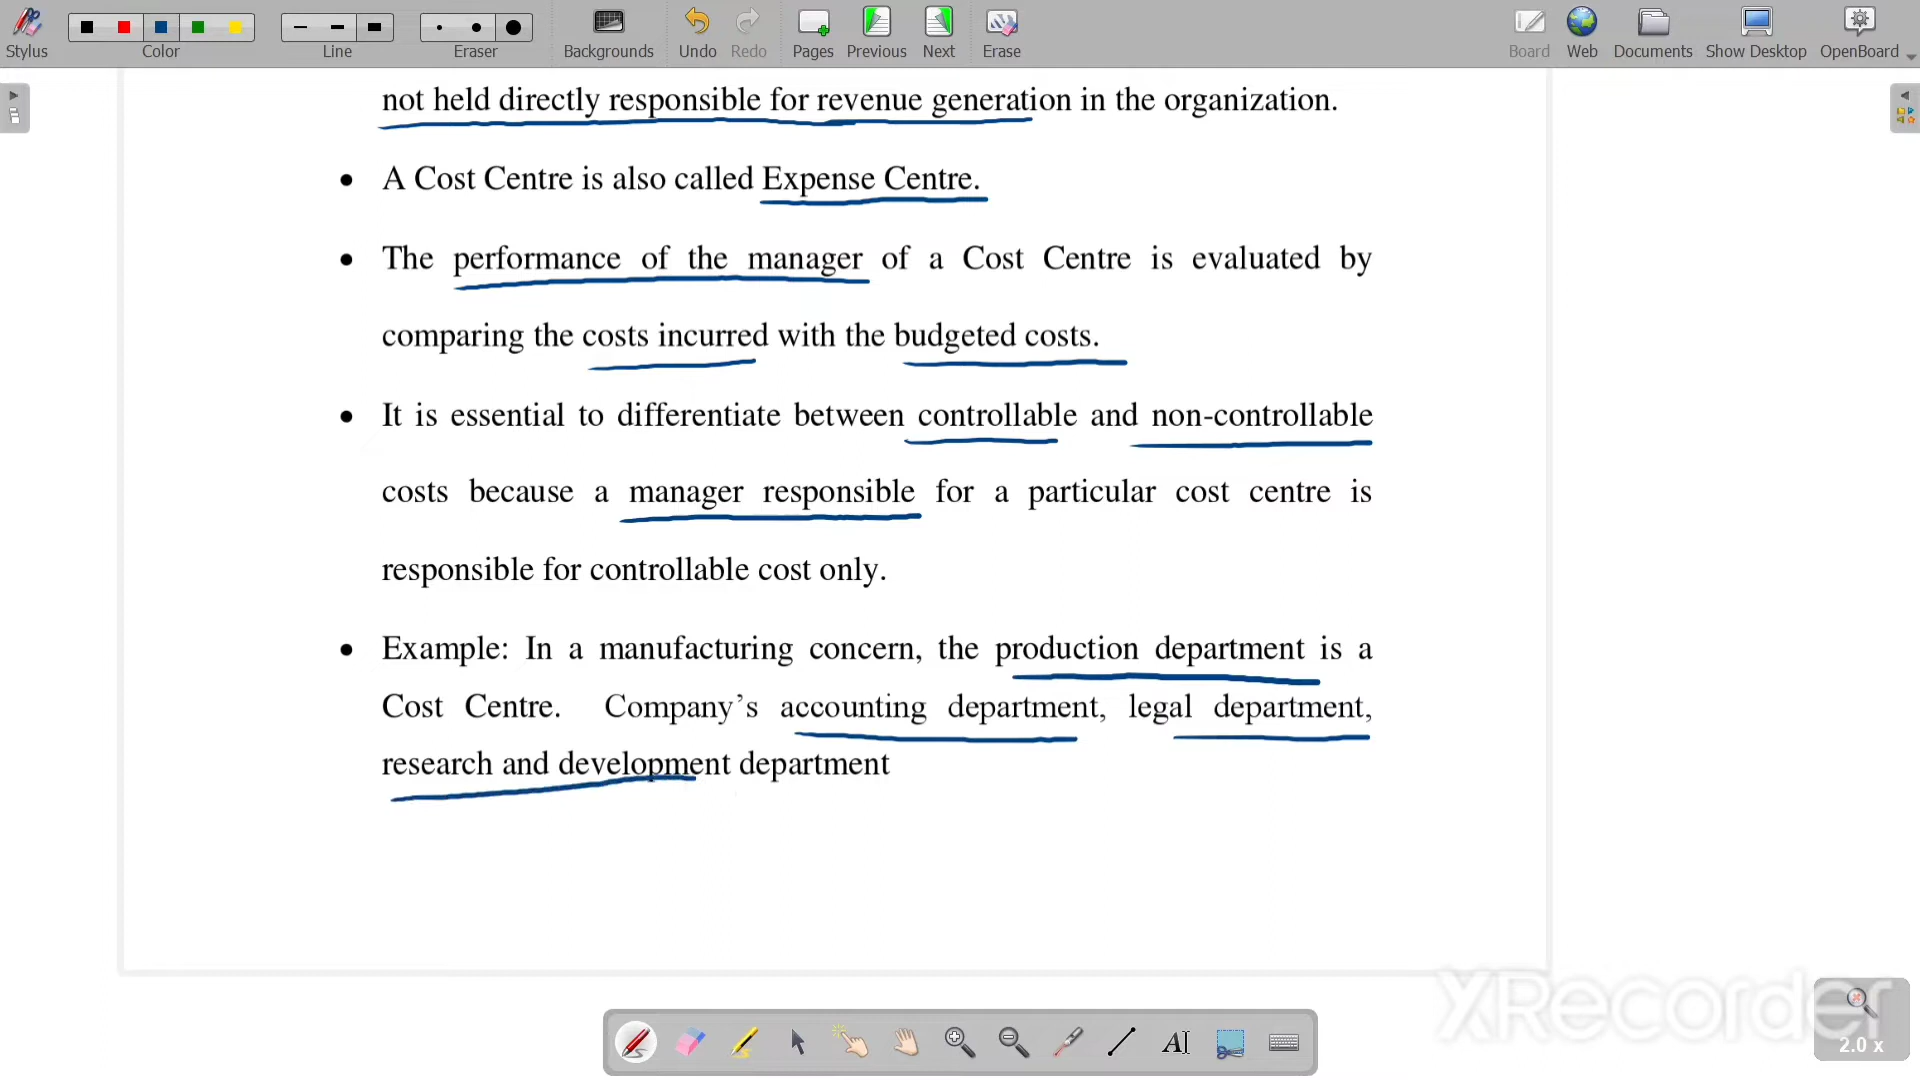 Stylus Color Line Eraser Backgrounds Undo Redo Pages Previous Next Erase Board Web Documents Show Desktop OpenBoard
not held directly responsible for revenue generation in the organization.
• A Cost Centre is also called Expense Centre.
• The performance of the manager of a Cost Centre is evaluated by
comparing the costs incurred with the budgeted costs.
• It is essential to differentiate between controllable and non-controllable
costs because a manager responsible for a particular cost centre is
responsible for controllable cost only.
• Example: In a manufacturing concern, the production department is a
Cost Centre. Company’s accounting department, legal department,
research and development department
XRecorder
AI
2.0 x